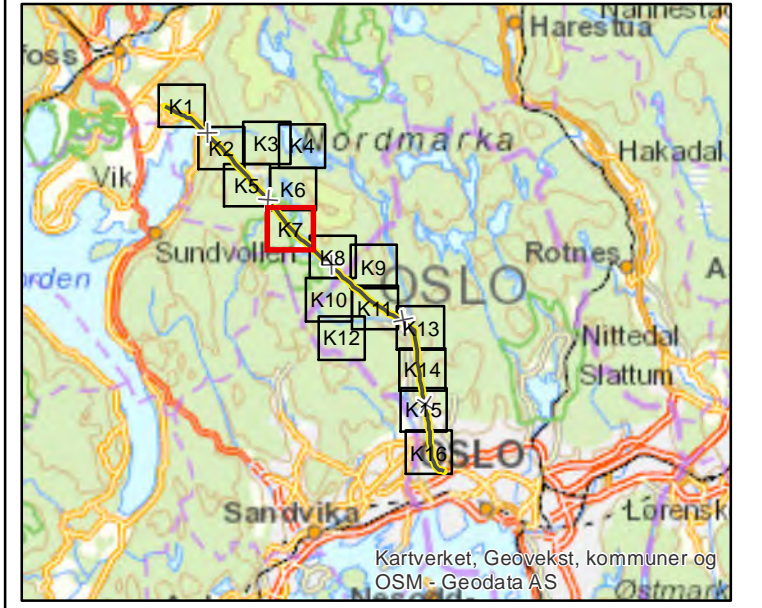 Harestua
foss
K1
K2
K3
K4
Nordmarka
Hakadal
Vik
K5
K6
K7
Sundvollen
K8
K9
Rotnes
A
rden
OSLO
K10
K11
K13
K12
Nittedal
K14
Slattum
K15
K16
OSLO
Sandvika
Lørensk
Kartverket, Geovekst, kommuner og
OSM - Geodata AS
Østmark